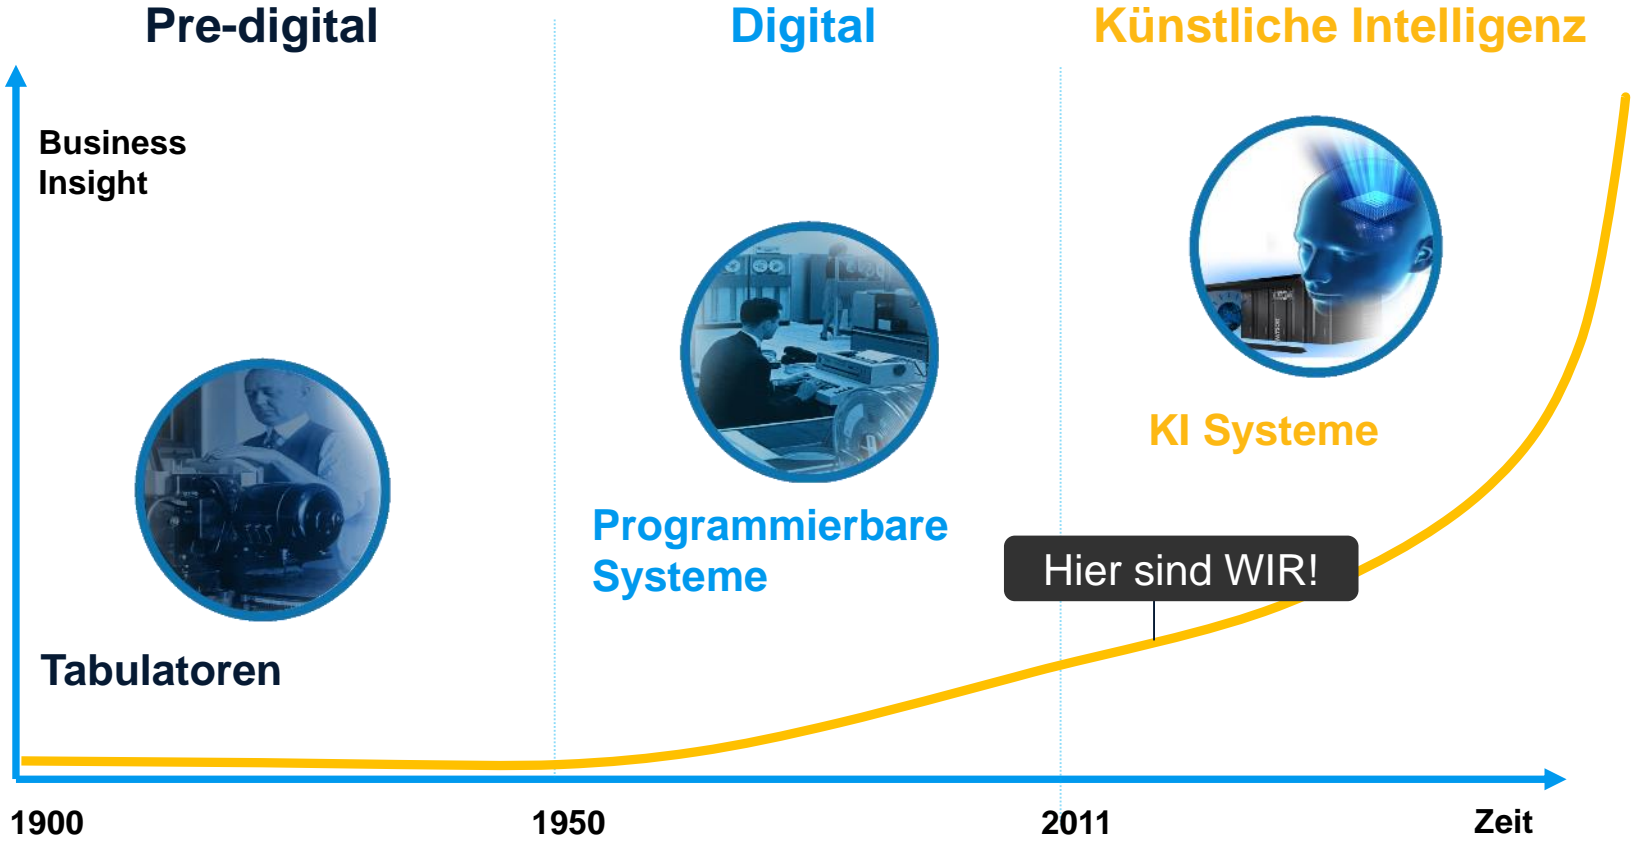 Pre-digital
Digital
Künstliche Intelligenz
Business
Insight
KI Systeme
Programmierbare
Systeme
Hier sind WIR!
Tabulatoren
1900
1950
2011
Zeit